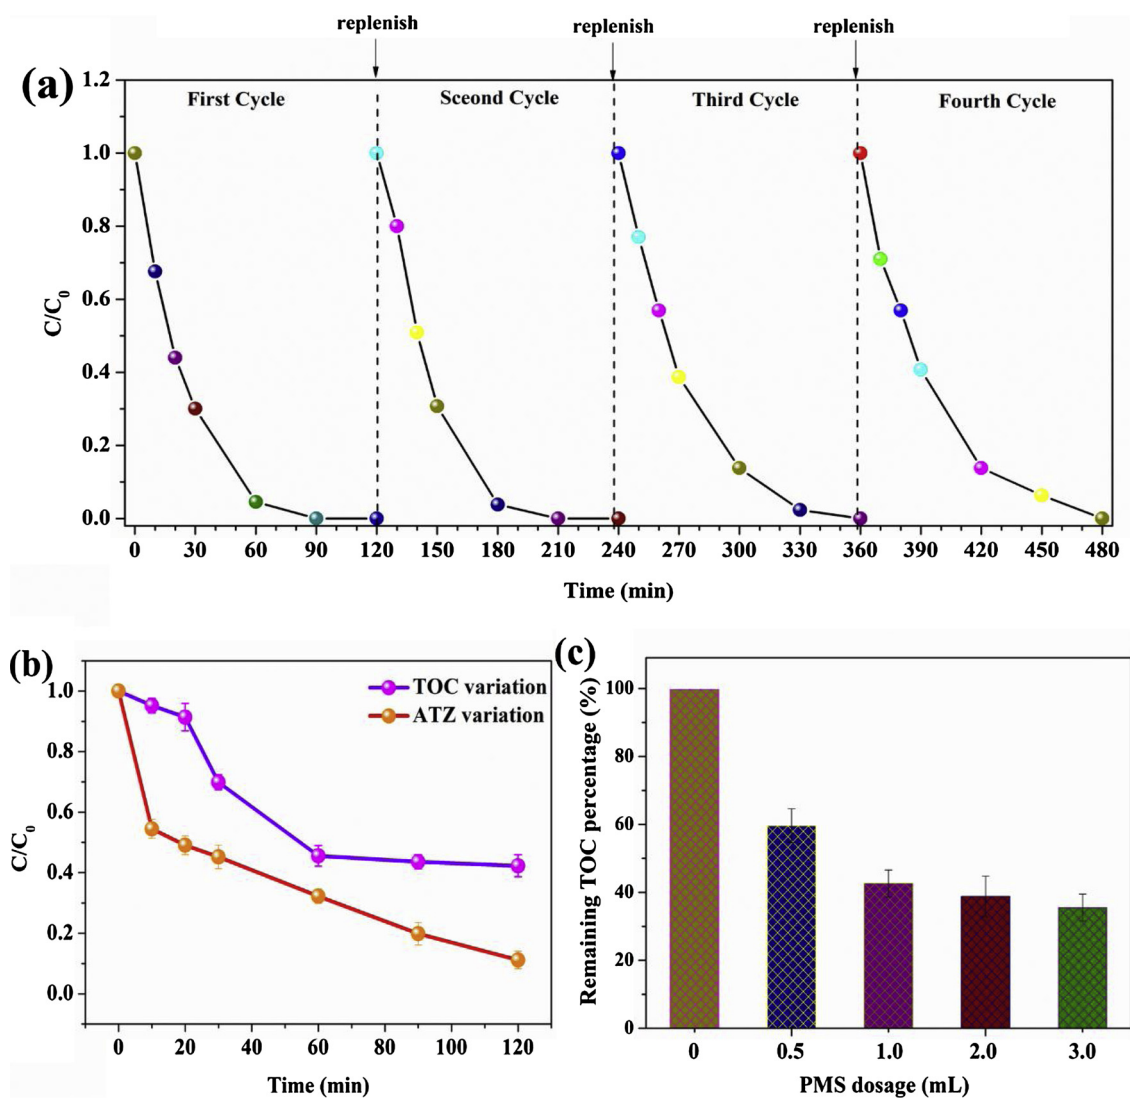 replenish replenish replenish
(a)
First Cycle Sceond Cycle Third Cycle Fourth Cycle
1.2
1.0
0.8
0.6
0.4
0.2
0.0
C/C0
0 30 60 90 120 150 180 210 240 270 300 330 360 390 420 450 480
Time (min)
(b)
TOC variation
ATZ variation
1.0
0.8
0.6
0.4
0.2
0.0
C/C0
0 20 40 60 80 100 120
Time (min)
(c)
100
80
60
40
20
0
Remaining TOC percentage (%)
0 0.5 1.0 2.0 3.0
PMS dosage (mL)